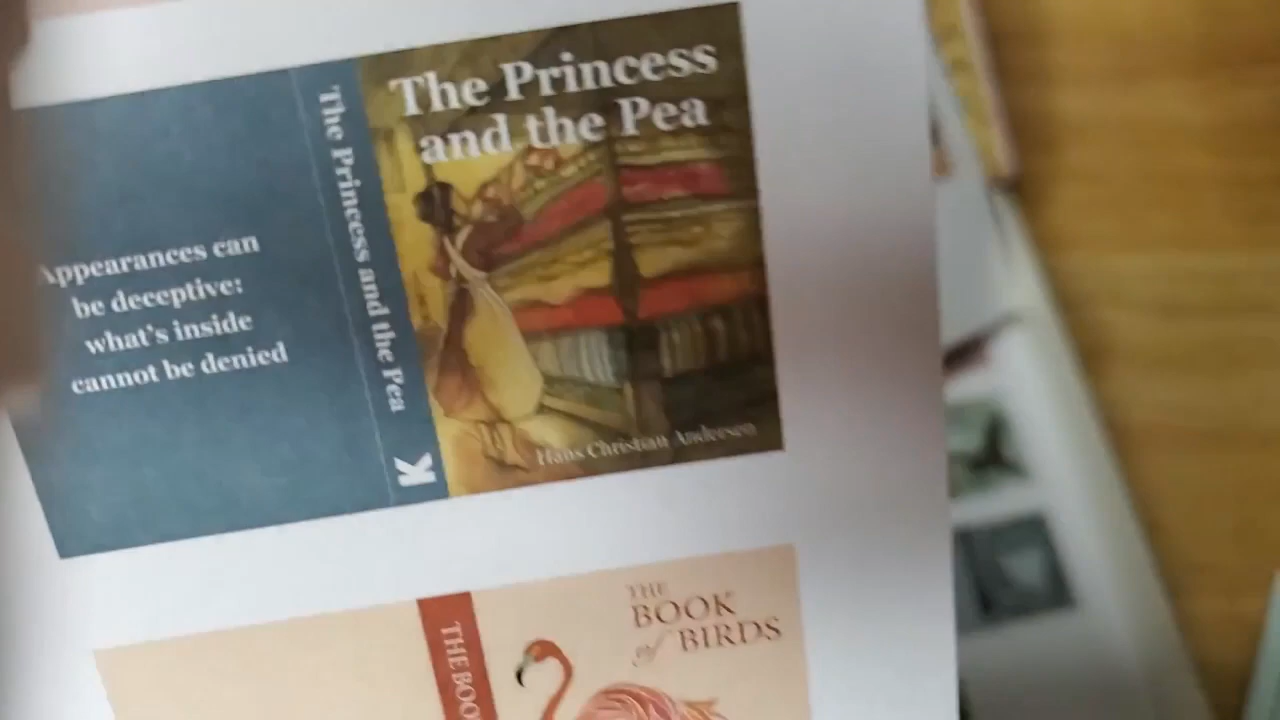 The Princess
and the Pea
Hans Christian Andersen
The Princess and the Pea
K
Appearances can
be deceptive:
what's inside
cannot be denied
THE
BOOK
of BIRDS
THE BOO